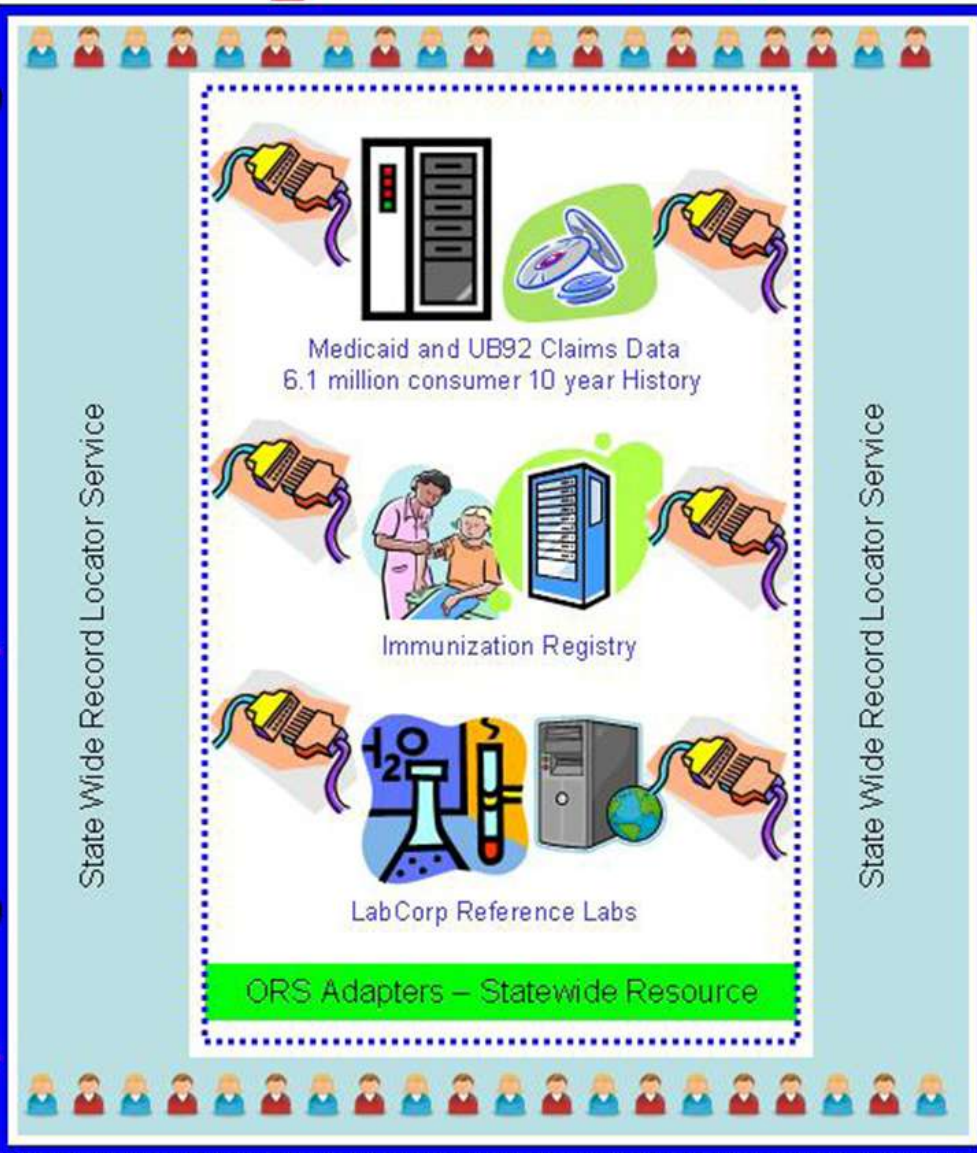 State Wide Record Locator Service
Medicaid and UB92 Claims Data
6.1 million consumer 10 year History
Immunization Registry
H2O
LabCorp Reference Labs
ORS Adapters – Statewide Resource
State Wide Record Locator Service